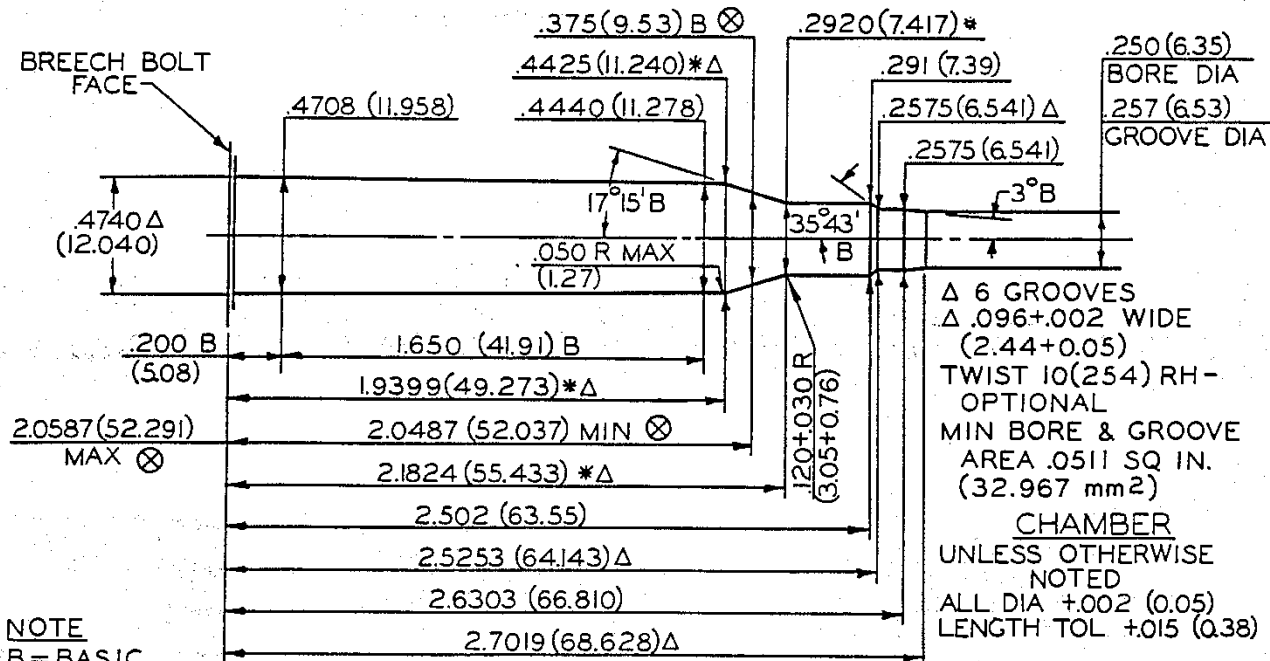 .375(9.53) B ⊗
.2920(7.417)*
BREECH BOLT
FACE
.4425(11.240)*Δ
.291 (7.39)
.250(6.35)
BORE DIA
.4708 (11.958)
.4440(11.278)
.2575(6.541) Δ
.257 (6.53)
GROOVE DIA
.2575(6.541)
17°15'B
3°B
.4740 Δ
(12.040)
35°43'
B
.050 R MAX
(1.27)
.200 B
(5.08)
1.650 (41.91) B
.120+.030 R
(3.05+0.76)
Δ 6 GROOVES
Δ .096+.002 WIDE
(2.44+0.05)
TWIST 10(254) RH-
OPTIONAL
MIN BORE & GROOVE
AREA .0511 SQ IN.
(32.967 mm2)
1.9399(49.273)*Δ
2.0587(52.291)
MAX ⊗
2.0487 (52.037) MIN ⊗
2.1824 (55.433) *Δ
2.502 (63.55)
CHAMBER
UNLESS OTHERWISE
NOTED
ALL DIA +.002 (0.05)
LENGTH TOL +.015 (0.38)
2.5253 (64.143)Δ
2.6303 (66.810)
2.7019(68.628)Δ
NOTE
B=BASIC